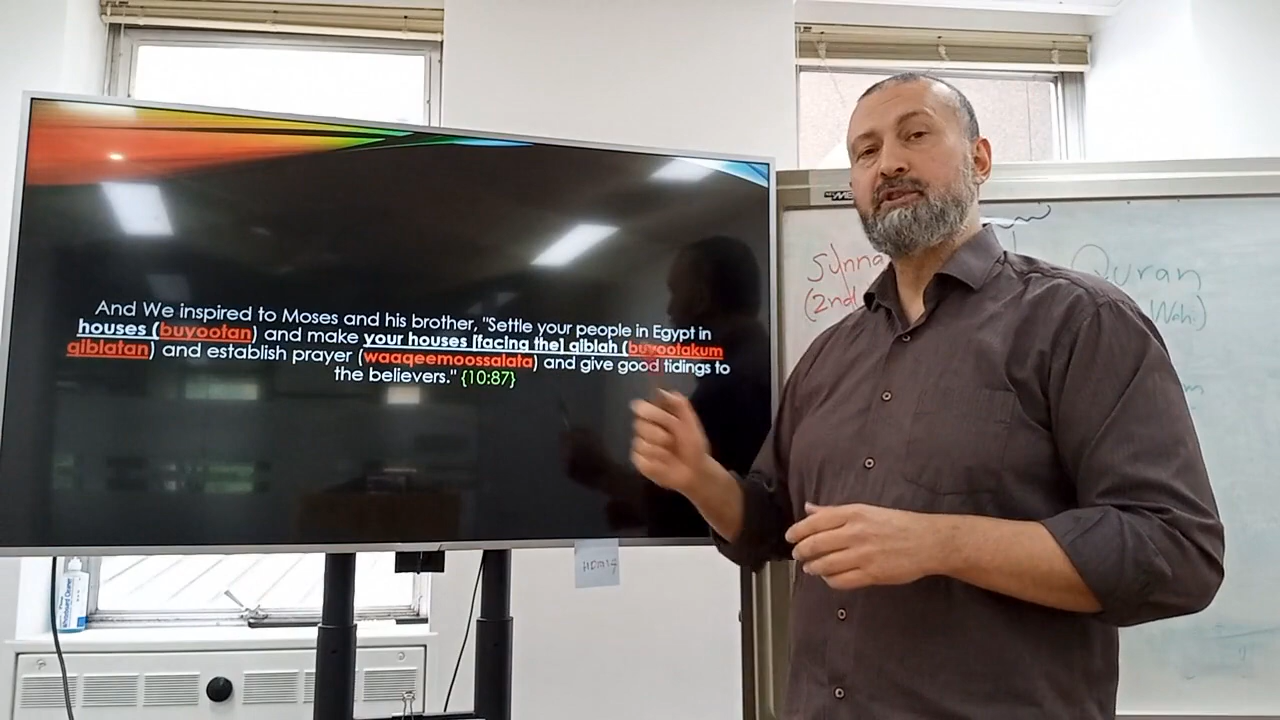 And We inspired to Moses and his brother, "Settle your people in Egypt in
houses (buyootan) and make your houses [facing the] qiblah (buyootakum
qiblatan) and establish prayer (waaqeemoossalata) and give good tidings to
the believers." {10:87}
Sunna
(2nd
Quran
Wahi)
HDMI